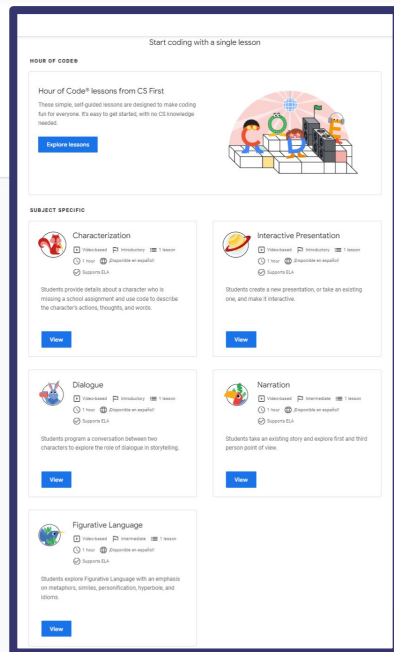 Start coding with a single lesson
HOUR OF CODE®
Hour of Code® lessons from CS First
These simple, self-guided lessons are designed to make coding
fun for everyone. It's easy to get started, with no CS knowledge
needed.
Explore lessons
CODE
SUBJECT SPECIFIC
Characterization
Video-based Introductory 1 lesson
1 hour ¡Disponible en español!
Supports ELA
Students provide details about a character who is
missing a school assignment and use code to describe
the character's actions, thoughts, and words.
View
Interactive Presentation
Video-based Introductory 1 lesson
1 hour ¡Disponible en español!
Supports ELA
Students create a new presentation, or take an existing
one, and make it interactive.
View
Dialogue
Video-based Introductory 1 lesson
1 hour ¡Disponible en español!
Supports ELA
Students program a conversation between two
characters to explore the role of dialogue in storytelling.
View
Narration
Video-based Intermediate 1 lesson
1 hour ¡Disponible en español!
Supports ELA
Students take an existing story and explore first and third
person point of view.
View
Figurative Language
Video-based Intermediate 1 lesson
1 hour ¡Disponible en español!
Supports ELA
Students explore Figurative Language with an emphasis
on metaphors, similes, personification, hyperbole, and
idioms.
View